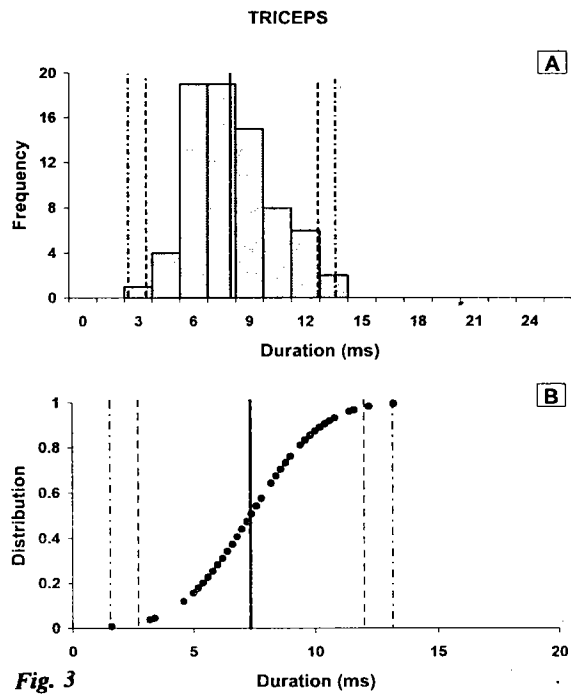 TRICEPS
A
20
16
12
8
4
0
Frequency
0 3 6 9 12 15 18 21 24
Duration (ms)
B
1
0.8
0.6
0.4
0.2
0
Distribution
0 5 10 15 20
Duration (ms)
Fig. 3